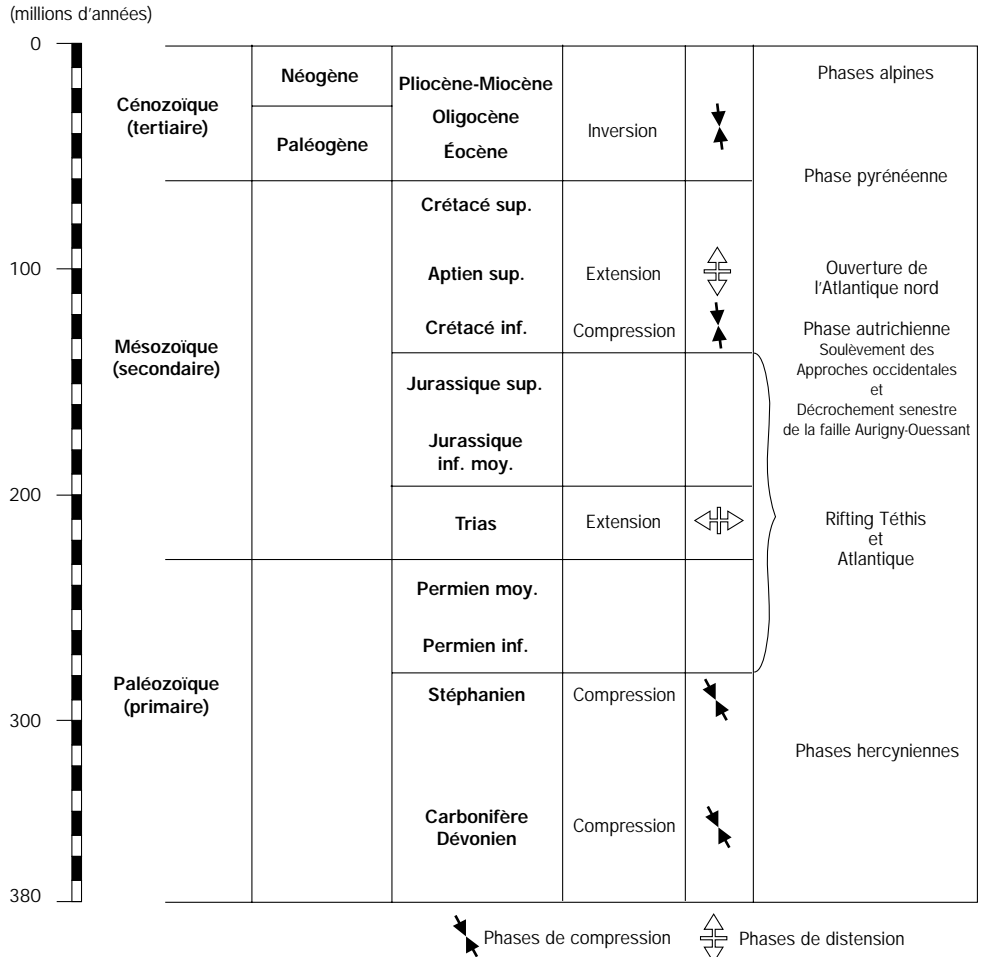 (millions d'années)
0
100
200
300
380
Cénozoïque
(tertiaire)
Néogène
Paléogène
Pliocène-Miocène
Oligocène
Éocène
Inversion
Phases alpines
Phase pyrénéenne
Mésozoïque
(secondaire)
Crétacé sup.
Aptien sup.
Extension
Ouverture de
l'Atlantique nord
Crétacé inf.
Compression
Phase autrichienne
Soulèvement des
Approches occidentales
et
Décrochement senestre
de la faille Aurigny-Ouessant
Jurassique sup.
Jurassique
inf. moy.
Trias
Extension
Rifting Téthis
et
Atlantique
Paléozoïque
(primaire)
Permien moy.
Permien inf.
Stéphanien
Compression
Phases hercyniennes
Carbonifère
Dévonien
Compression
Phases de compression
Phases de distension